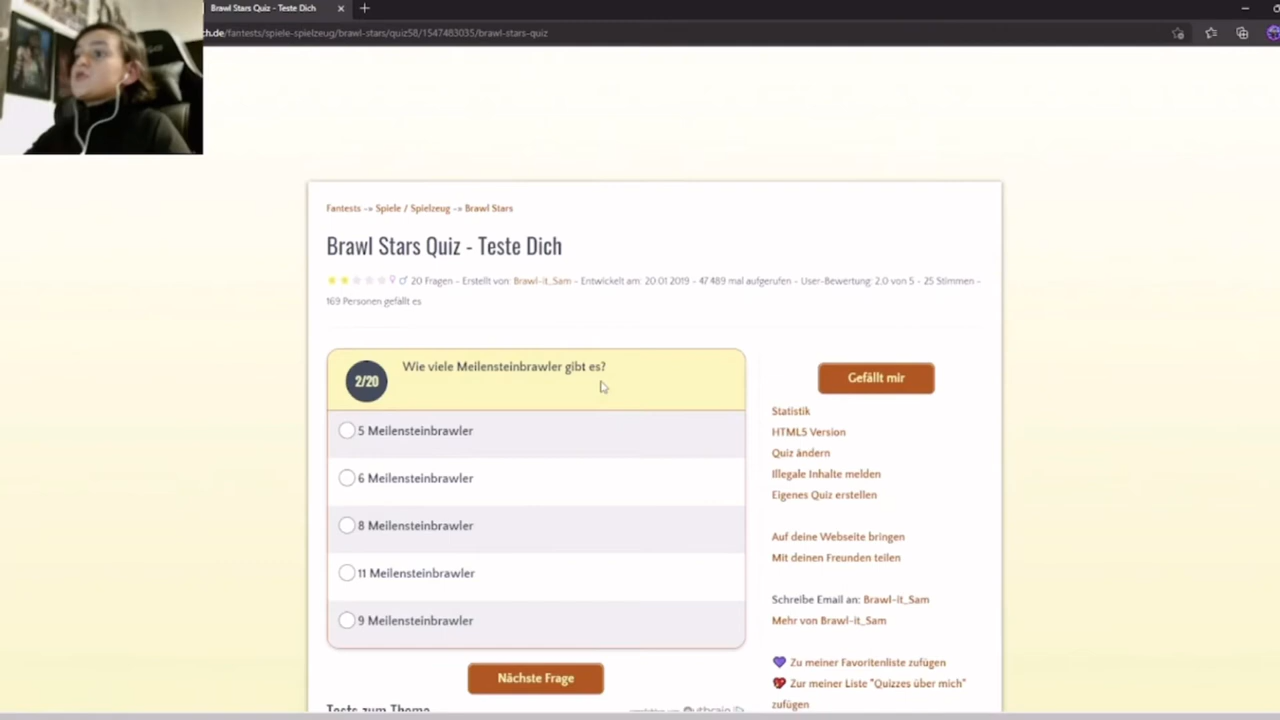 Brawl Stars Quiz - Teste Dich
ch.de/fantests/spiele-spielzeug/brawl-stars/quiz58/1547483035/brawl-stars-quiz
Fantests -> Spiele / Spielzeug -> Brawl Stars
Brawl Stars Quiz - Teste Dich
20 Fragen - Erstellt von: Brawl-it_Sam - Entwickelt am: 20.01.2019 - 47 489 mal aufgerufen - User-Bewertung: 2,0 von 5 - 25 Stimmen -
169 Personen gefällt es
2/20 Wie viele Meilensteinbrawler gibt es?
5 Meilensteinbrawler
6 Meilensteinbrawler
8 Meilensteinbrawler
11 Meilensteinbrawler
9 Meilensteinbrawler
Nächste Frage
Tests zum Thema
Gefällt mir
Statistik
HTML5 Version
Quiz ändern
Illegale Inhalte melden
Eigenes Quiz erstellen
Auf deine Webseite bringen
Mit deinen Freunden teilen
Schreibe Email an: Brawl-it_Sam
Mehr von Brawl-it_Sam
Zu meiner Favoritenliste zufügen
Zur meiner Liste "Quizzes über mich"
zufügen